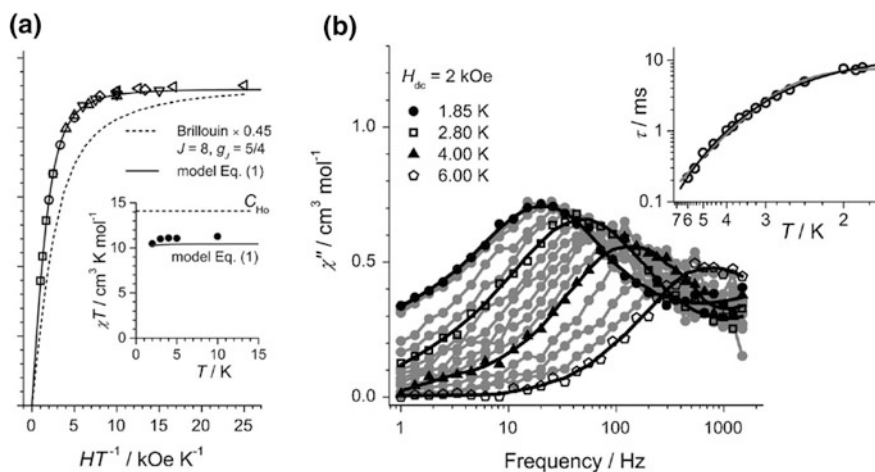 (a)
Brillouin × 0.45
J = 8, g_J = 5/4
model Eq. (1)
C_Ho
χT / cm³ K mol⁻¹
15
10
5
0
model Eq. (1)
0 5 10 15
T / K
0 5 10 15 20 25
HT⁻¹ / kOe K⁻¹
(b)
H_dc = 2 kOe
1.85 K
2.80 K
4.00 K
6.00 K
χ" / cm³ mol⁻¹
1.0
0.5
0.0
1 10 100 1000
Frequency / Hz
τ / ms
10
1
0.1
7 6 5 4 3 2
T / K